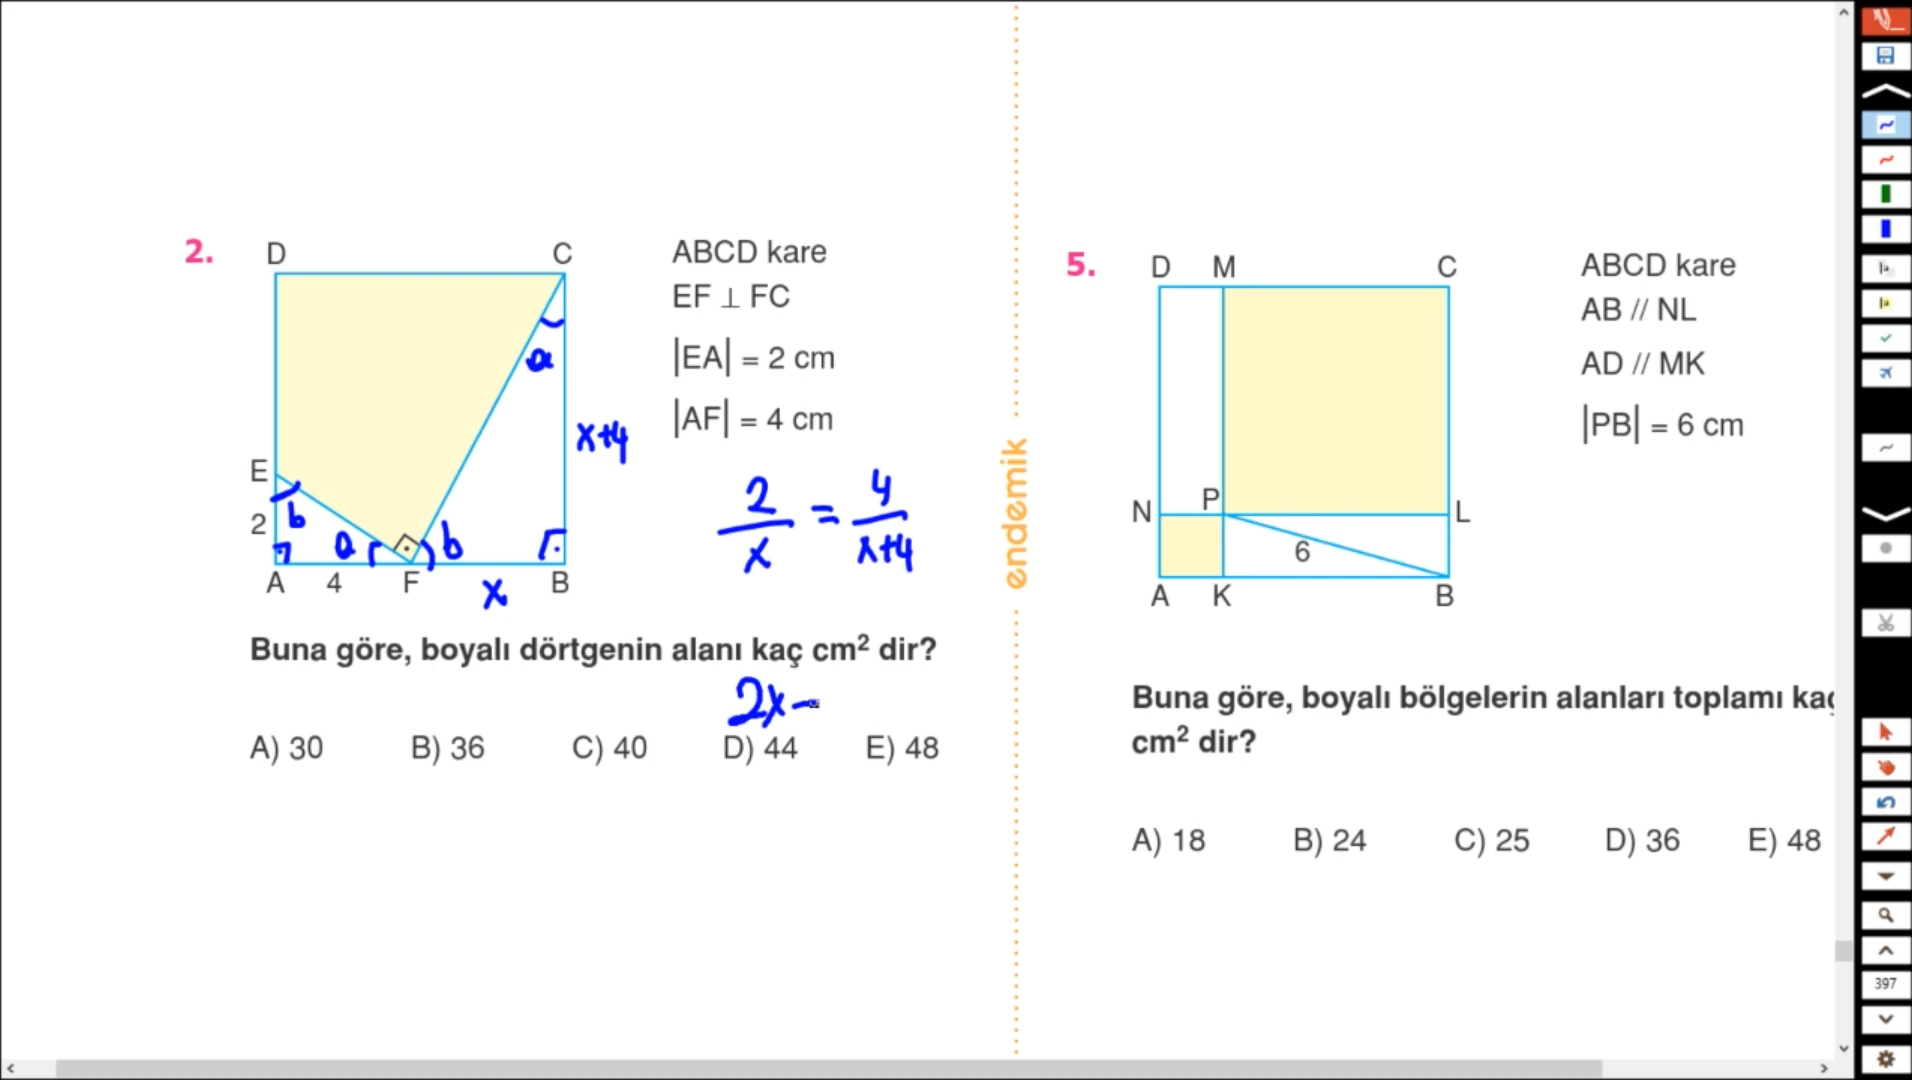 2.
D
C
ABCD kare
EF ⊥ FC
|EA| = 2 cm
|AF| = 4 cm
a
x+4
E
b
2
a
b
A
4
F
x
B
2/x = 4/x+4
Buna göre, boyalı dörtgenin alanı kaç cm² dir?
2x-
A) 30 B) 36 C) 40 D) 44 E) 48
endemik
5.
D
M
C
ABCD kare
AB // NL
AD // MK
|PB| = 6 cm
N
P
L
6
A
K
B
Buna göre, boyalı bölgelerin alanları toplamı kaç
cm² dir?
A) 18 B) 24 C) 25 D) 36 E) 48
397